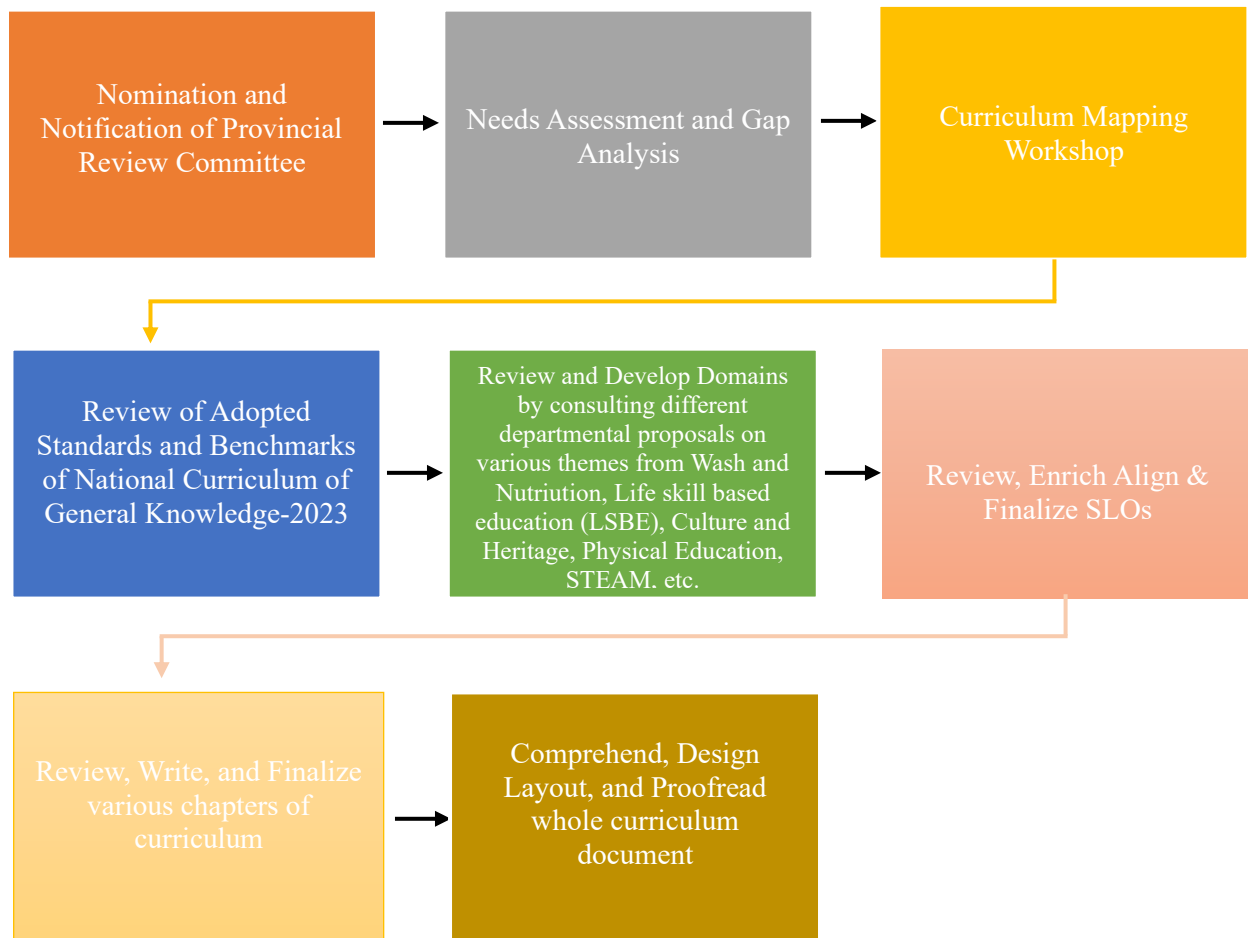 Nomination and
Notification of Provincial
Review Committee
Needs Assessment and Gap
Analysis
Curriculum Mapping
Workshop
Review of Adopted
Standards and Benchmarks
of National Curriculum of
General Knowledge-2023
Review and Develop Domains
by consulting different
departmental proposals on
various themes from Wash and
Nutriution, Life skill based
education (LSBE), Culture and
Heritage, Physical Education,
STEAM. etc.
Review, Enrich Align &
Finalize SLOs
Review, Write, and Finalize
various chapters of
curriculum
Comprehend, Design
Layout, and Proofread
whole curriculum
document